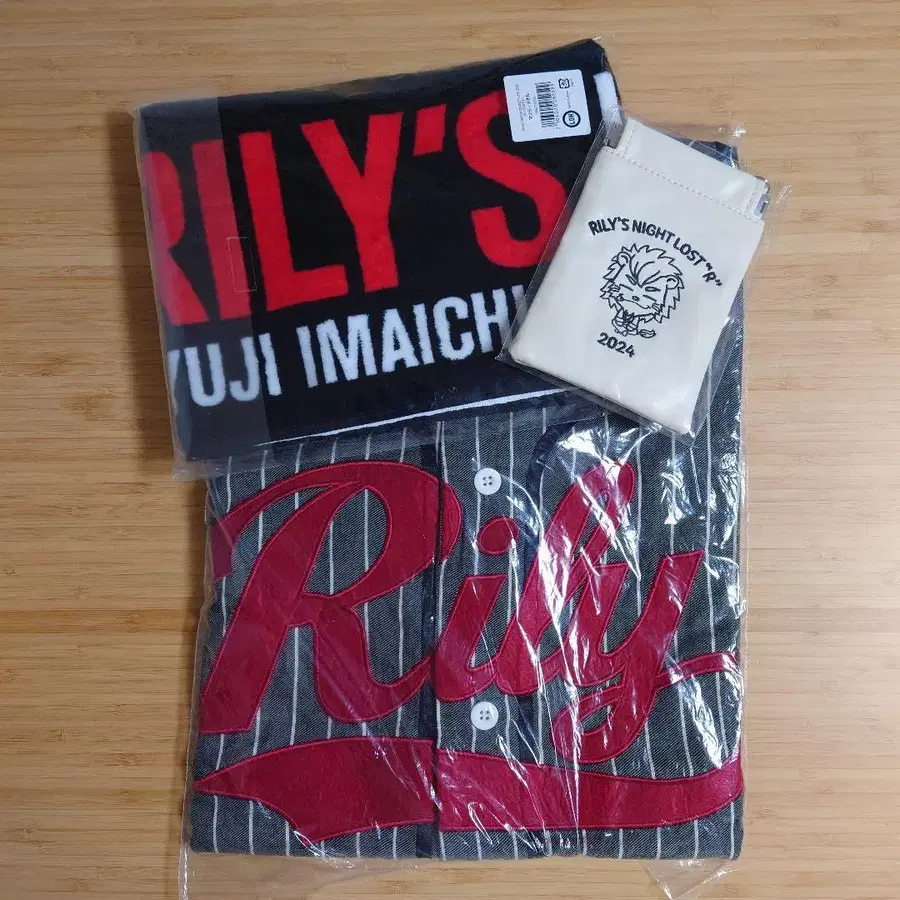 RILY'S
YUJI IMAICHI
RILY'S NIGHT LOST "R"
2024
Rily